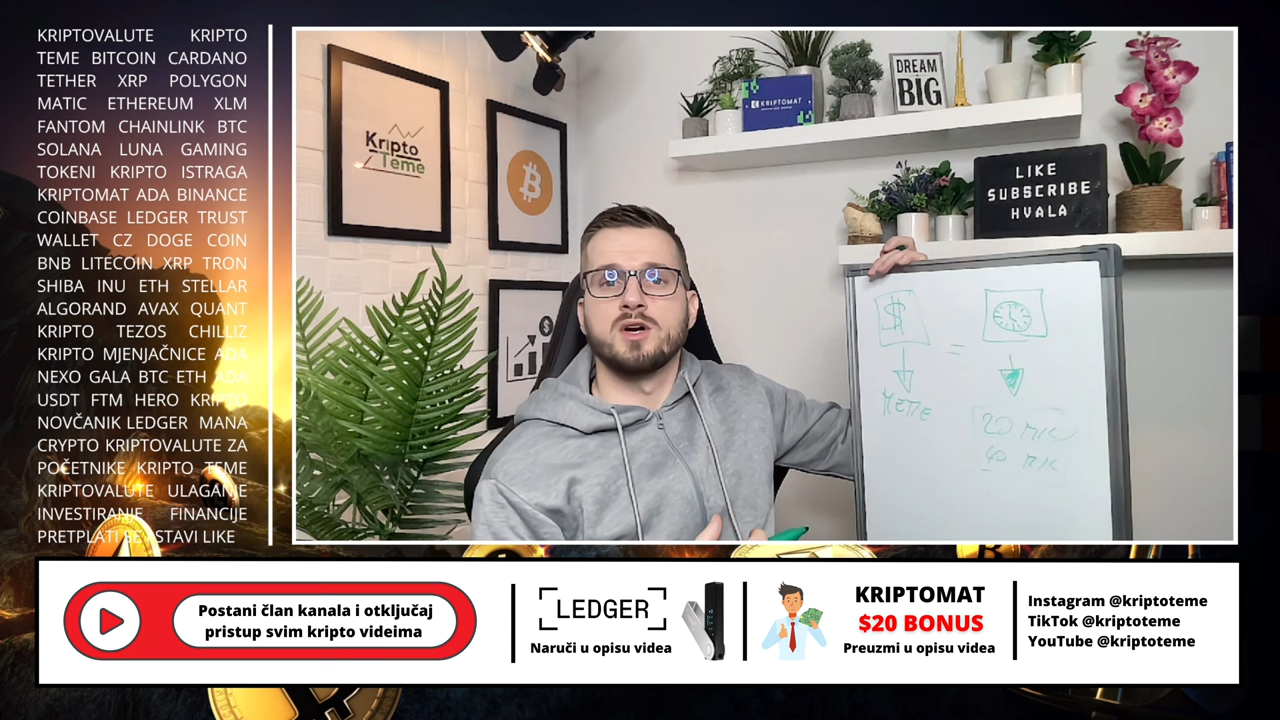 KRIPTOVALUTE KRIPTO
TEME BITCOIN CARDANO
TETHER XRP POLYGON
MATIC ETHEREUM XLM
FANTOM CHAINLINK BTC
SOLANA LUNA GAMING
TOKENI KRIPTO ISTRAGA
KRIPTOMAT ADA BINANCE
COINBASE LEDGER TRUST
WALLET CZ DOGE COIN
BNB LITECOIN XRP TRON
SHIBA INU ETH STELLAR
ALGORAND AVAX QUANT
KRIPTO TEZOS CHILLIZ
KRIPTO MJENJAČNICE ADA
NEXO GALA BTC ETH ADA
USDT FTM HERO KRIPTO
NOVČANIK LEDGER MANA
CRYPTO KRIPTOVALUTE ZA
POČETNIKE KRIPTO TEME
KRIPTOVALUTE ULAGANJE
INVESTIRANJE FINANCIJE
PRETPLATI SE I STAVI LIKE
Kripto
Teme
KRIPTOMAT
DREAM
BIG
LIKE
SUBSCRIBE
HVALA
$
=
20
40
Postani član kanala i otključaj
pristup svim kripto videima
LEDGER
Naruči u opisu videa
KRIPTOMAT
$20 BONUS
Preuzmi u opisu videa
Instagram @kriptoteme
TikTok @kriptoteme
YouTube @kriptoteme